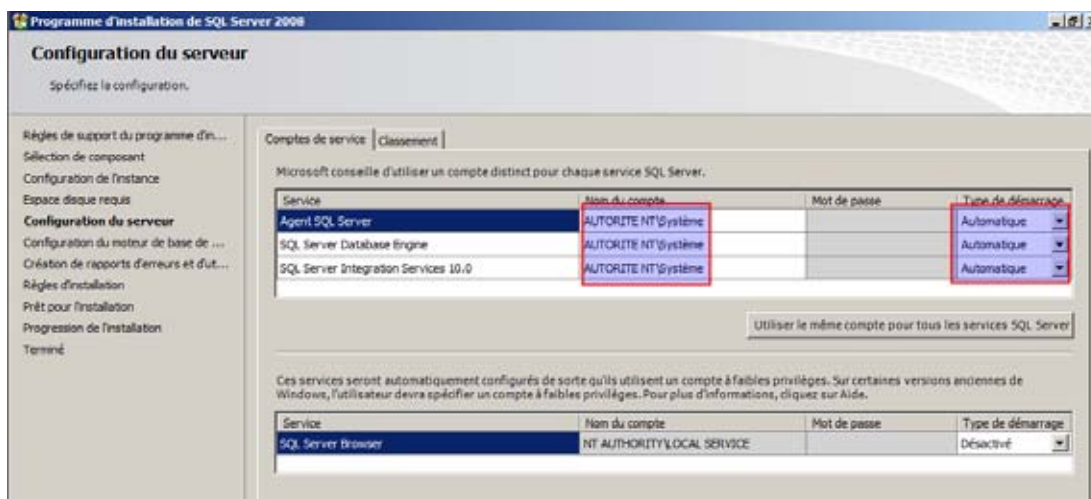 Programme d'installation de SQL Server 2008
Configuration du serveur
Spécifiez la configuration.
Règles de support du programme d'in...
Sélection de composant
Configuration de l'instance
Espace disque requis
Configuration du serveur
Configuration du moteur de base de ...
Création de rapports d'erreurs et d'ut...
Règles d'installation
Prêt pour l'installation
Progression de l'installation
Terminé
Comptes de service Classement
Microsoft conseille d'utiliser un compte distinct pour chaque service SQL Server.
Service Nom du compte Mot de passe Type de démarrage
Agent SQL Server AUTORITE NT\Système Automatique
SQL Server Database Engine AUTORITE NT\Système Automatique
SQL Server Integration Services 10.0 AUTORITE NT\Système Automatique
Utiliser le même compte pour tous les services SQL Server
Ces services seront automatiquement configurés de sorte qu'ils utilisent un compte à faibles privilèges. Sur certaines versions anciennes de
Windows, l'utilisateur devra spécifier un compte à faibles privilèges. Pour plus d'informations, cliquez sur Aide.
Service Nom du compte Mot de passe Type de démarrage
SQL Server Browser NT AUTHORITY\LOCAL SERVICE Désactivé